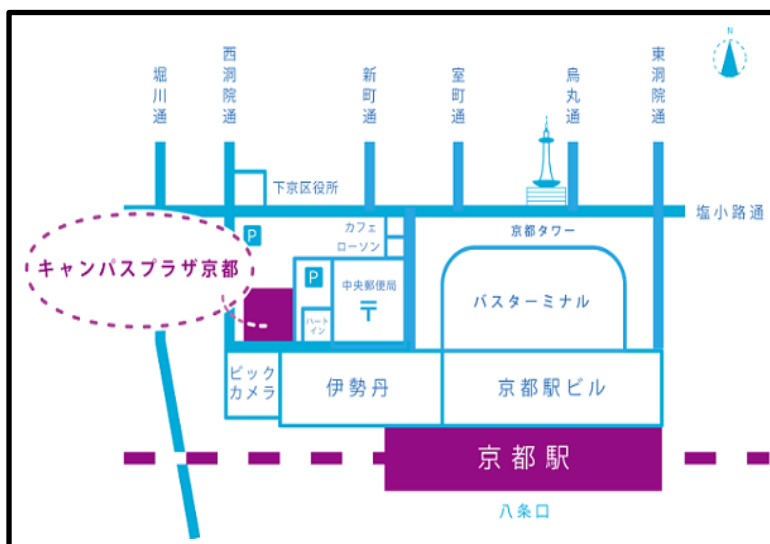 堀川通
西洞院通
新町通
室町通
烏丸通
東洞院通
N
下京区役所
塩小路通
P
カフェ
ローソン
京都タワー
キャンパスプラザ京都
P
中央郵便局
〒
バスターミナル
ハート
イン
ビック
カメラ
伊勢丹
京都駅ビル
京都駅
八条口